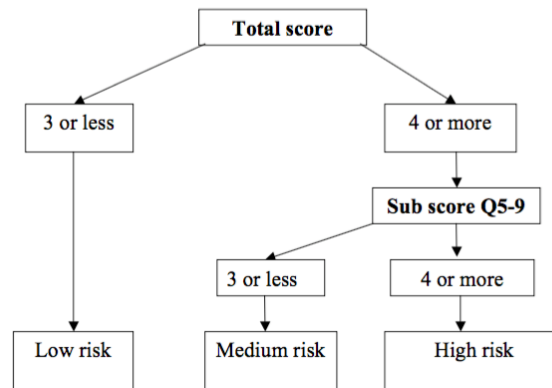 Total score
3 or less
4 or more
Sub score Q5-9
3 or less
4 or more
Low risk
Medium risk
High risk